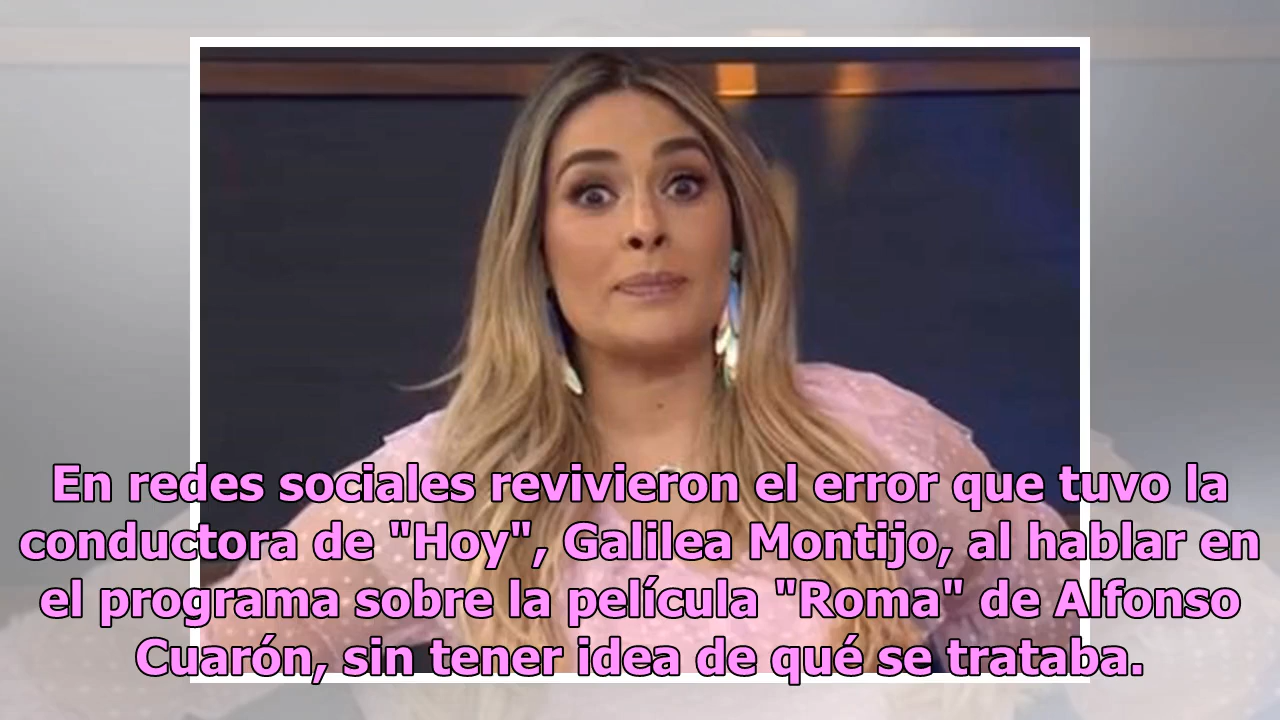 En redes sociales revivieron el error que tuvo la
conductora de "Hoy", Galilea Montijo, al hablar en
el programa sobre la película "Roma" de Alfonso
Cuarón, sin tener idea de qué se trataba.